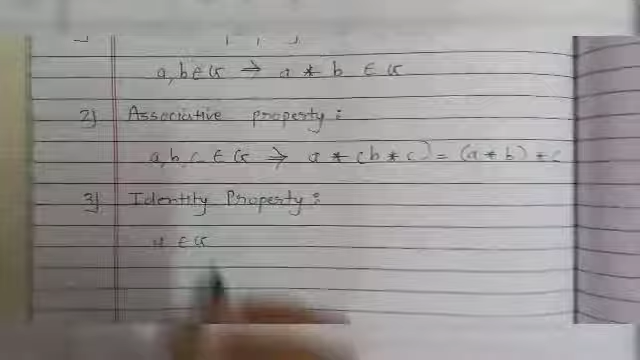 a, b ∈ G ⇒ a * b ∈ G
2) Associative property :
a, b, c ∈ G ⇒ a * (b * c) = (a * b) * c
3) Identity Property :
∈ G